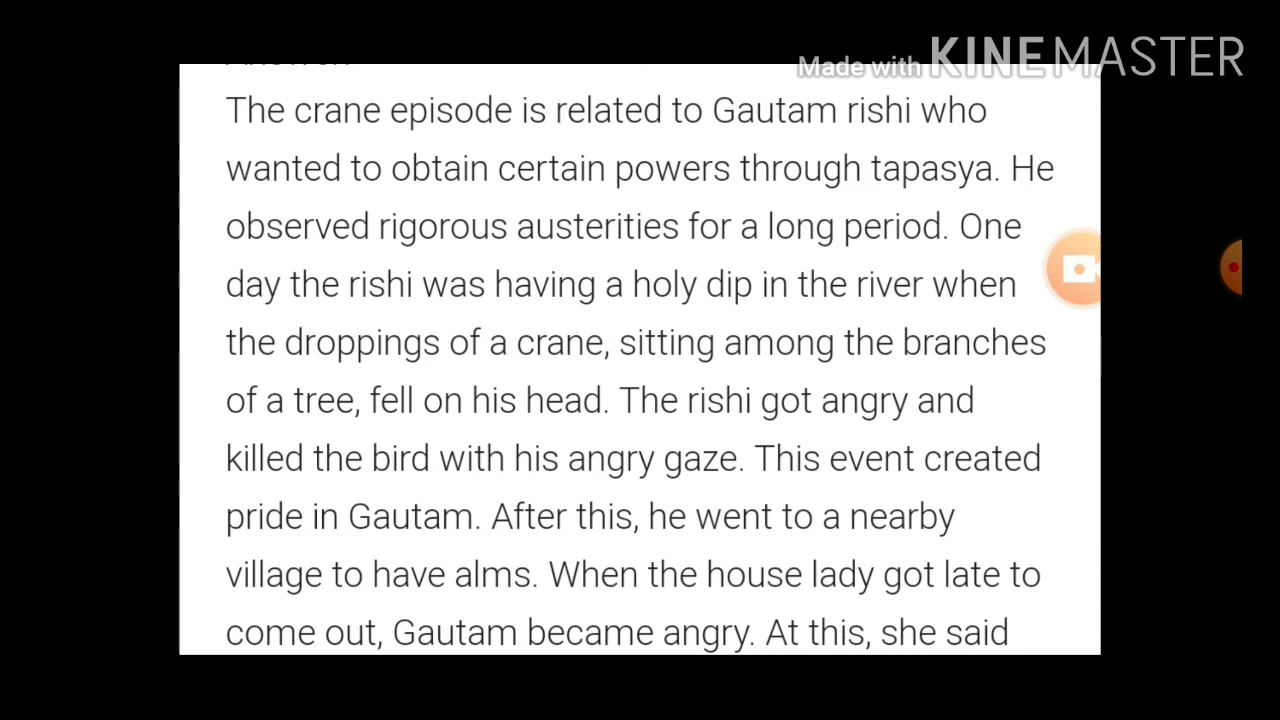 Made with KINEMASTER
The crane episode is related to Gautam rishi who
wanted to obtain certain powers through tapasya. He
observed rigorous austerities for a long period. One
day the rishi was having a holy dip in the river when
the droppings of a crane, sitting among the branches
of a tree, fell on his head. The rishi got angry and
killed the bird with his angry gaze. This event created
pride in Gautam. After this, he went to a nearby
village to have alms. When the house lady got late to
come out, Gautam became angry. At this, she said